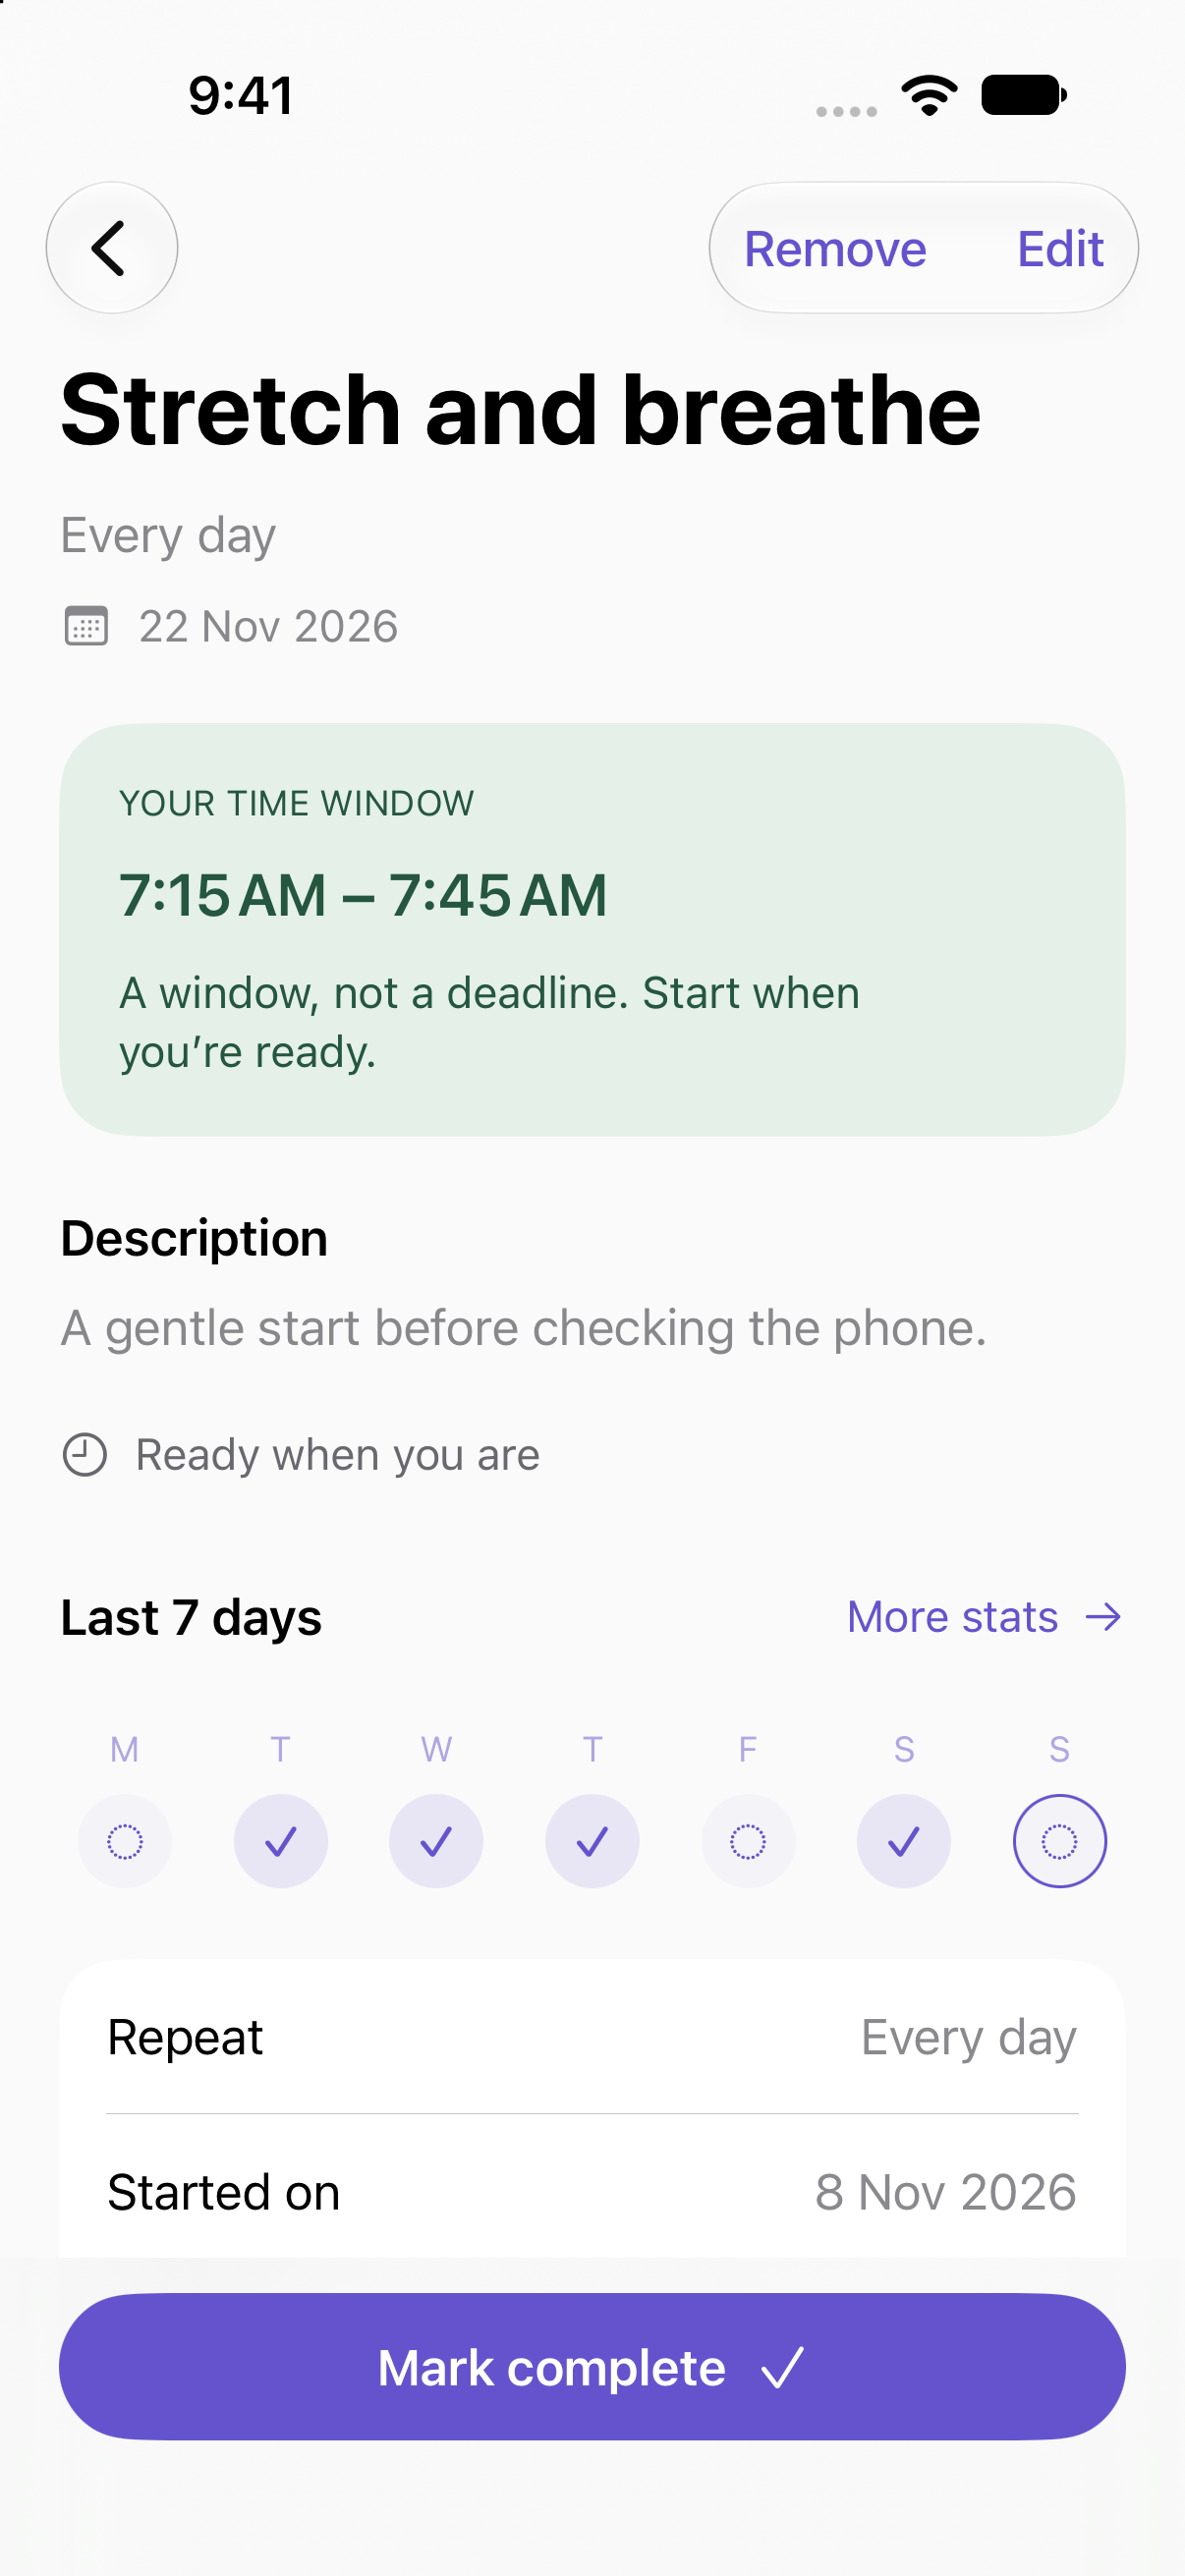 9:41
Remove Edit
Stretch and breathe
Every day
22 Nov 2026
YOUR TIME WINDOW
7:15 AM – 7:45 AM
A window, not a deadline. Start when
you’re ready.
Description
A gentle start before checking the phone.
Ready when you are
Last 7 days More stats →
M T W T F S S
Repeat Every day
Started on 8 Nov 2026
Mark complete ✓